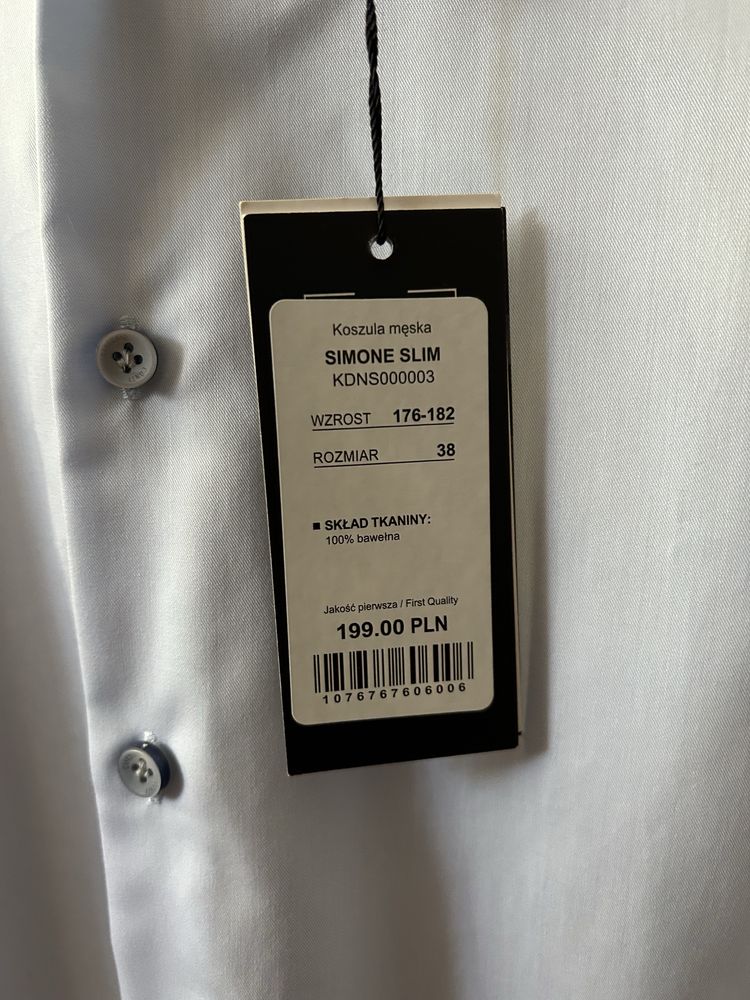 Koszula męska
SIMONE SLIM
KDNS000003
WZROST 176-182
ROZMIAR 38
■ SKŁAD TKANINY:
100% bawełna
Jakość pierwsza / First Quality
199.00 PLN
1076767606006